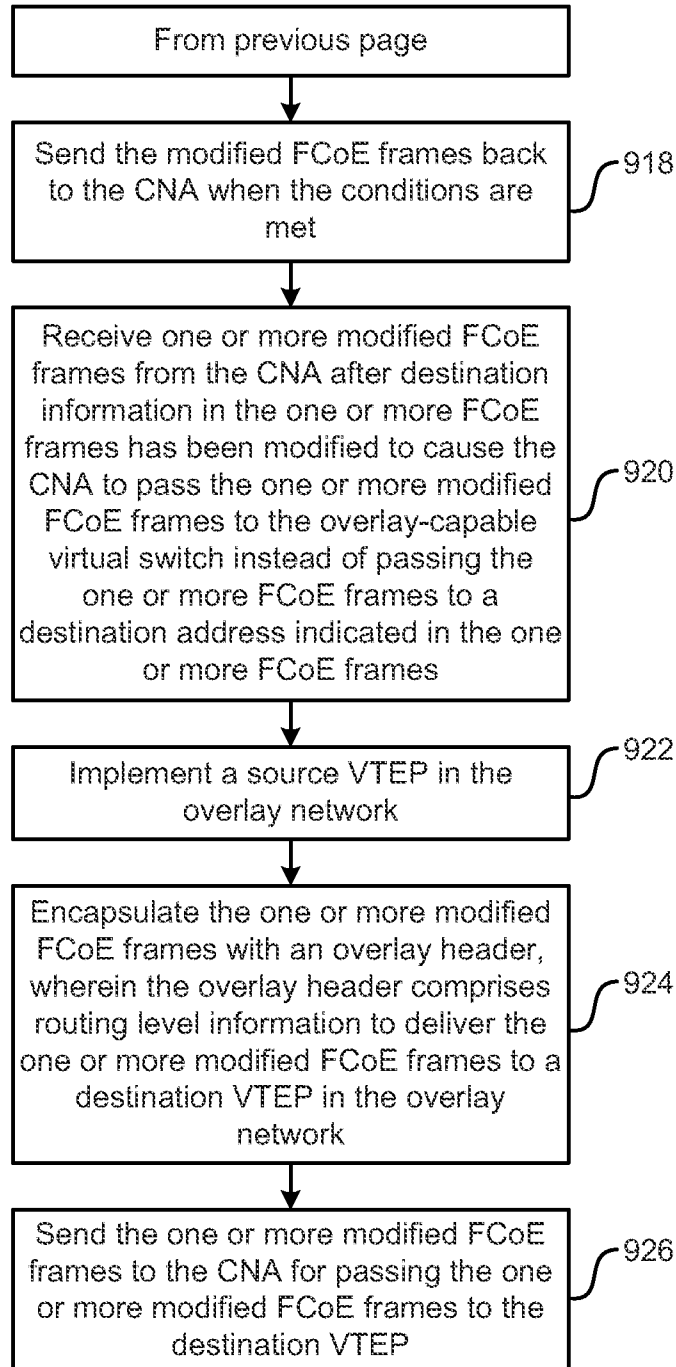 From previous page
Send the modified FCoE frames back
to the CNA when the conditions are
met
918
Receive one or more modified FCoE
frames from the CNA after destination
information in the one or more FCoE
frames has been modified to cause the
CNA to pass the one or more modified
FCoE frames to the overlay-capable
virtual switch instead of passing the
one or more FCoE frames to a
destination address indicated in the one
or more FCoE frames
920
Implement a source VTEP in the
overlay network
922
Encapsulate the one or more modified
FCoE frames with an overlay header,
wherein the overlay header comprises
routing level information to deliver the
one or more modified FCoE frames to a
destination VTEP in the overlay
network
924
Send the one or more modified FCoE
frames to the CNA for passing the one
or more modified FCoE frames to the
destination VTEP
926